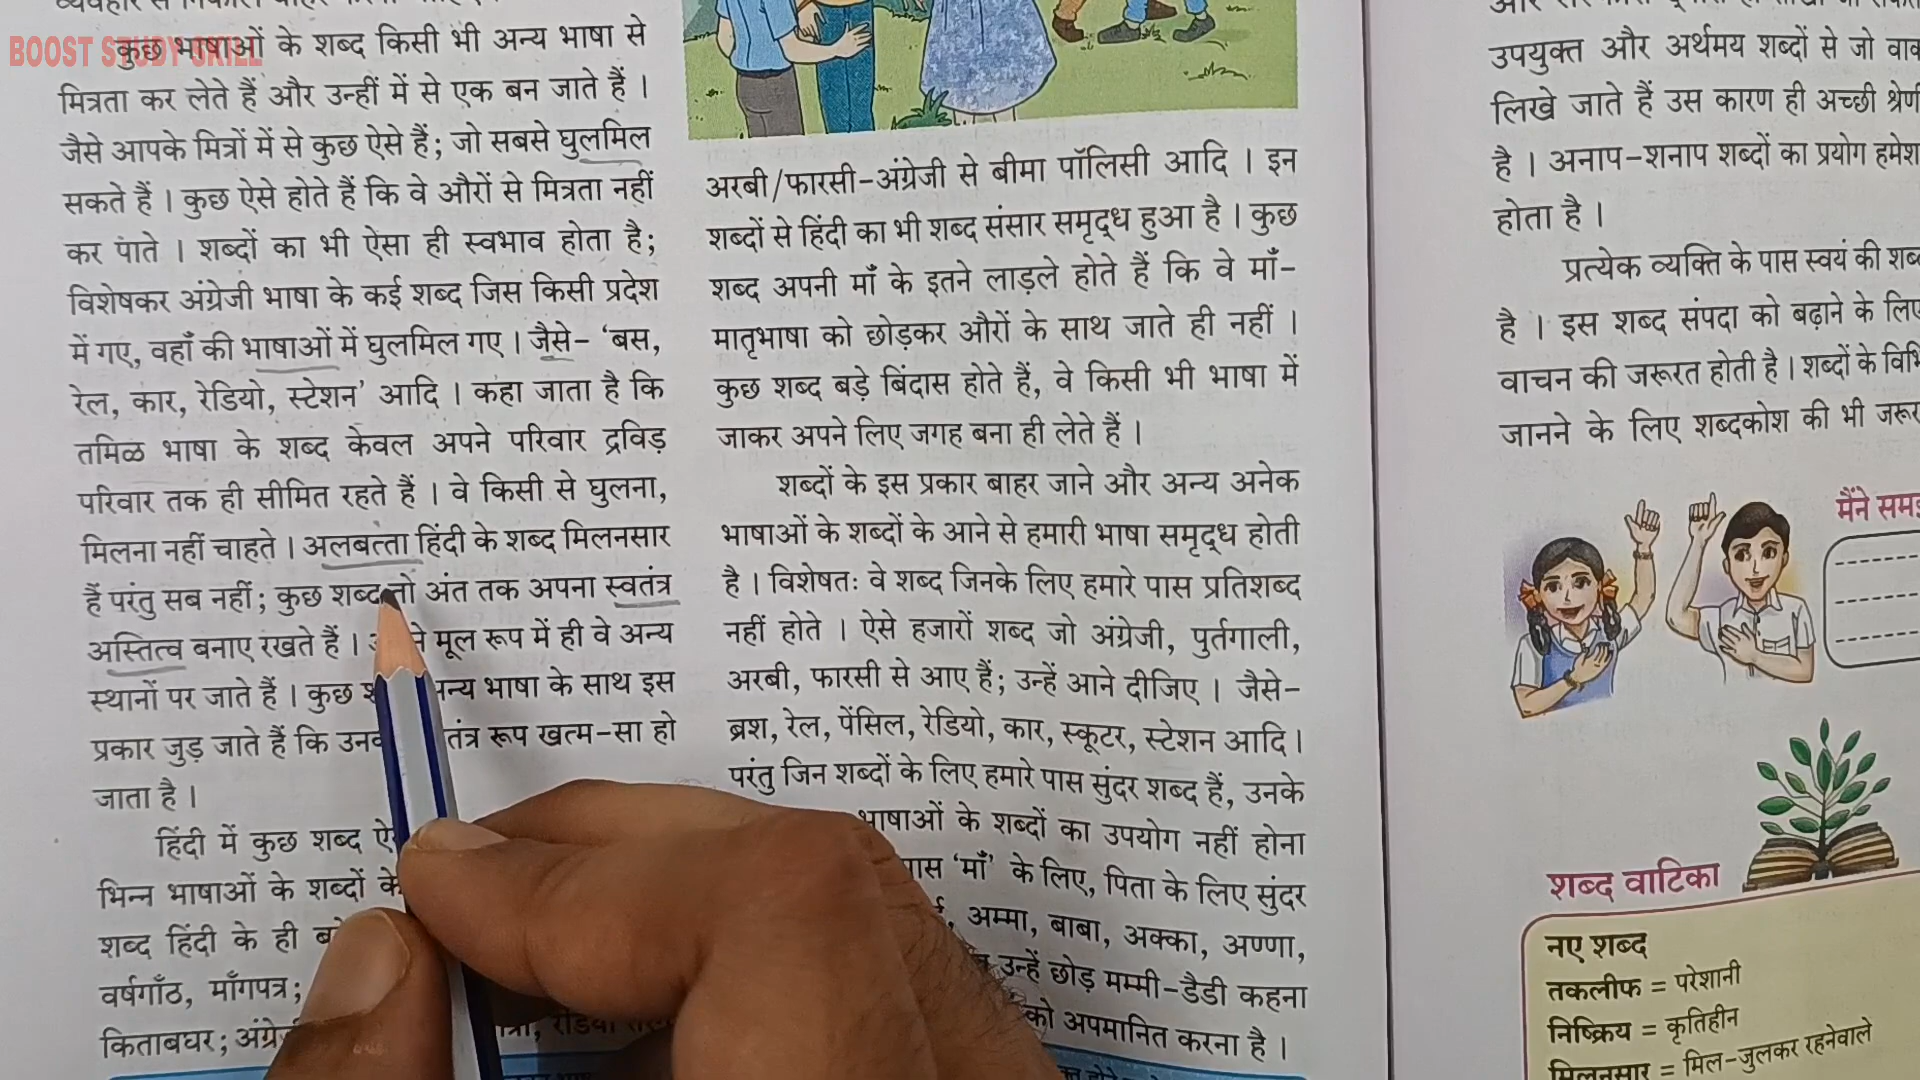 BOOST STUDY SKILL
कुछ भाषाओं के शब्द किसी भी अन्य भाषा से
मित्रता कर लेते हैं और उन्हीं में से एक बन जाते हैं ।
जैसे आपके मित्रों में से कुछ ऐसे हैं; जो सबसे घुलमिल
सकते हैं । कुछ ऐसे होते हैं कि वे औरों से मित्रता नहीं
कर पाते । शब्दों का भी ऐसा ही स्वभाव होता है;
विशेषकर अंग्रेजी भाषा के कई शब्द जिस किसी प्रदेश
में गए, वहाँ की भाषाओं में घुलमिल गए । जैसे- ‘बस,
रेल, कार, रेडियो, स्टेशन’ आदि । कहा जाता है कि
तमिळ भाषा के शब्द केवल अपने परिवार द्रविड़
परिवार तक ही सीमित रहते हैं । वे किसी से घुलना,
मिलना नहीं चाहते । अलबत्ता हिंदी के शब्द मिलनसार
हैं परंतु सब नहीं; कुछ शब्द तो अंत तक अपना स्वतंत्र
अस्तित्व बनाए रखते हैं । मूल रूप में ही वे अन्य
स्थानों पर जाते हैं । कुछ भाषा के साथ इस
प्रकार जुड़ जाते हैं कि रूप खत्म-सा हो
जाता है ।
हिंदी में कुछ शब्द
भिन्न भाषाओं के शब्दों
शब्द हिंदी के ही
वर्षगाँठ, माँगपत्र;
किताबघर;
अरबी/फारसी-अंग्रेजी से बीमा पॉलिसी आदि । इन
शब्दों से हिंदी का भी शब्द संसार समृद्ध हुआ है । कुछ
शब्द अपनी माँ के इतने लाड़ले होते हैं कि वे माँ-
मातृभाषा को छोड़कर औरों के साथ जाते ही नहीं ।
कुछ शब्द बड़े बिंदास होते हैं, वे किसी भी भाषा में
जाकर अपने लिए जगह बना ही लेते हैं ।
शब्दों के इस प्रकार बाहर जाने और अन्य अनेक
भाषाओं के शब्दों के आने से हमारी भाषा समृद्ध होती
है । विशेषतः वे शब्द जिनके लिए हमारे पास प्रतिशब्द
नहीं होते । ऐसे हजारों शब्द जो अंग्रेजी, पुर्तगाली,
अरबी, फारसी से आए हैं; उन्हें आने दीजिए । जैसे-
ब्रश, रेल, पेंसिल, रेडियो, कार, स्कूटर, स्टेशन आदि ।
परंतु जिन शब्दों के लिए हमारे पास सुंदर शब्द हैं, उनके
भाषाओं के शब्दों का उपयोग नहीं होना
‘माँ’ के लिए, पिता के लिए सुंदर
अम्मा, बाबा, अक्का, अण्णा,
उन्हें छोड़ मम्मी-डैडी कहना
को अपमानित करना है ।
उपयुक्त और अर्थमय शब्दों से जो
लिखे जाते हैं उस कारण ही अच्छी
है । अनाप-शनाप शब्दों का प्रयोग
होता है ।
प्रत्येक व्यक्ति के पास स्वयं की
है । इस शब्द संपदा को बढ़ाने के लिए
वाचन की जरूरत होती है । शब्दों के
जानने के लिए शब्दकोश की भी
मैंने
शब्द वाटिका
नए शब्द
तकलीफ = परेशानी
निष्क्रिय = कृतिहीन
मिलनसार = मिल-जुलकर रहनेवाले